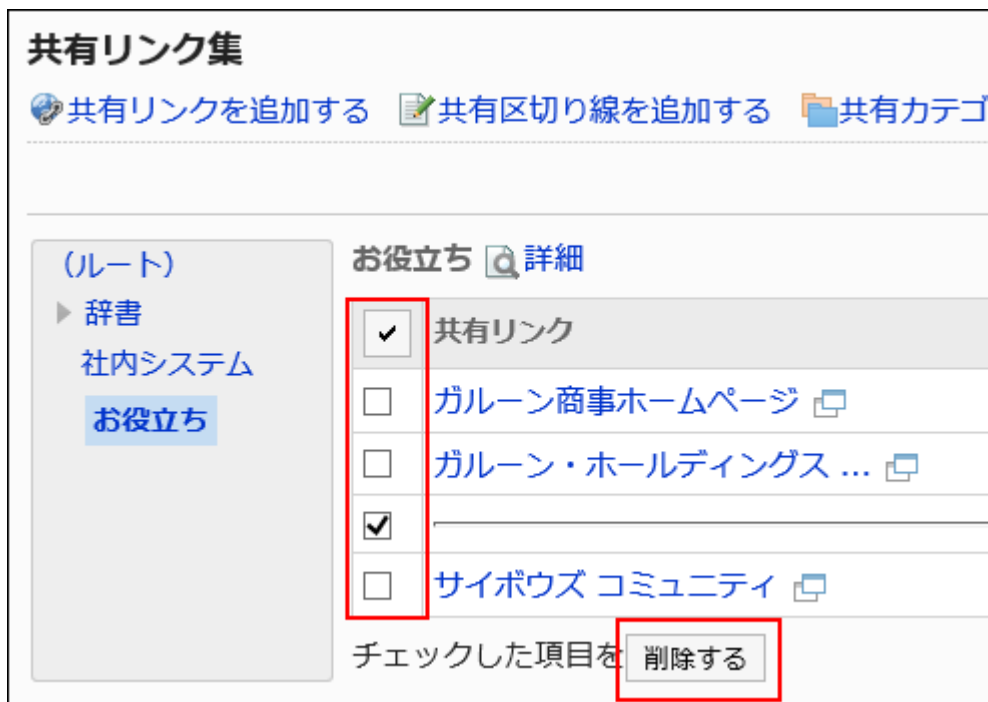 共有リンク集
共有リンクを追加する 共有区切り線を追加する 共有カテゴ
(ルート)
辞書
社内システム
お役立ち
お役立ち 詳細
共有リンク
ガルーン商事ホームページ
ガルーン・ホールディングス ...
サイボウズ コミュニティ
チェックした項目を 削除する